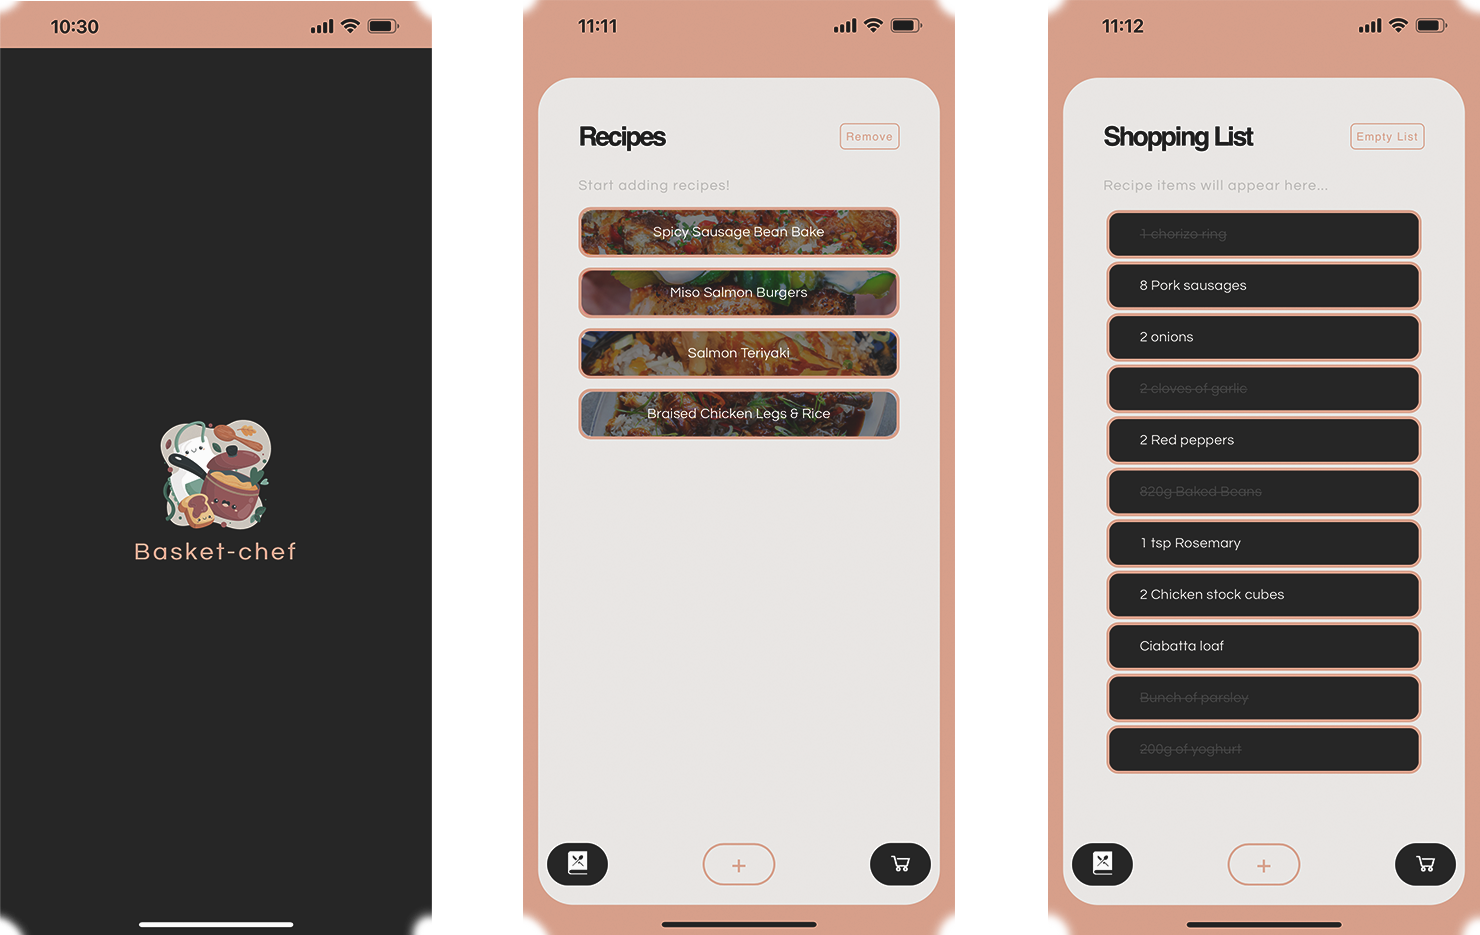 10:30
Basket-chef
11:11
Recipes
Remove
Start adding recipes!
Spicy Sausage Bean Bake
Miso Salmon Burgers
Salmon Teriyaki
Braised Chicken Legs & Rice
+
11:12
Shopping List
Empty List
Recipe items will appear here...
1 chorizo ring
8 Pork sausages
2 onions
2 cloves of garlic
2 Red peppers
820g Baked Beans
1 tsp Rosemary
2 Chicken stock cubes
Ciabatta loaf
Bunch of parsley
200g of yoghurt
+